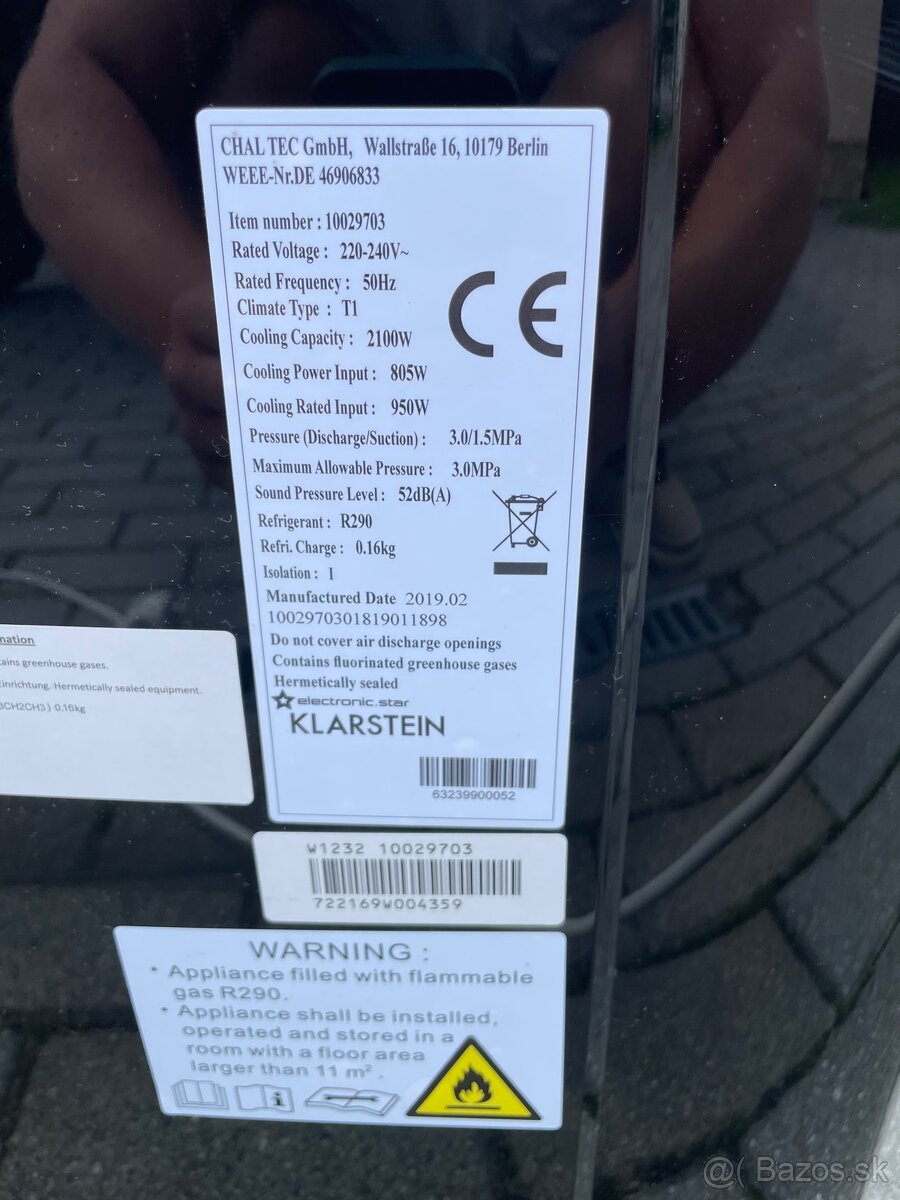 CHAL TEC GmbH, Wallstraße 16, 10179 Berlin
WEEE-Nr.DE 46906833
Item number : 10029703
Rated Voltage : 220-240V~
Rated Frequency : 50Hz
Climate Type : T1
Cooling Capacity : 2100W
Cooling Power Input : 805W
Cooling Rated Input : 950W
Pressure (Discharge/Suction) : 3.0/1.5MPa
Maximum Allowable Pressure : 3.0MPa
Sound Pressure Level : 52dB(A)
Refrigerant : R290
Refri. Charge : 0.16kg
Isolation : I
Manufactured Date 2019.02
1002970301819011898
Do not cover air discharge openings
Contains fluorinated greenhouse gases
Hermetically sealed
electronic.star
KLARSTEIN
63239900052
CE
mation
tains greenhouse gases.
Einrichtung. Hermetically sealed equipment.
3CH2CH3 ) 0.16kg
W1232 10029703
722169W004359
WARNING :
• Appliance filled with flammable
gas R290.
• Appliance shall be installed,
operated and stored in a
room with a floor area
larger than 11 m².
@( Bazos.sk